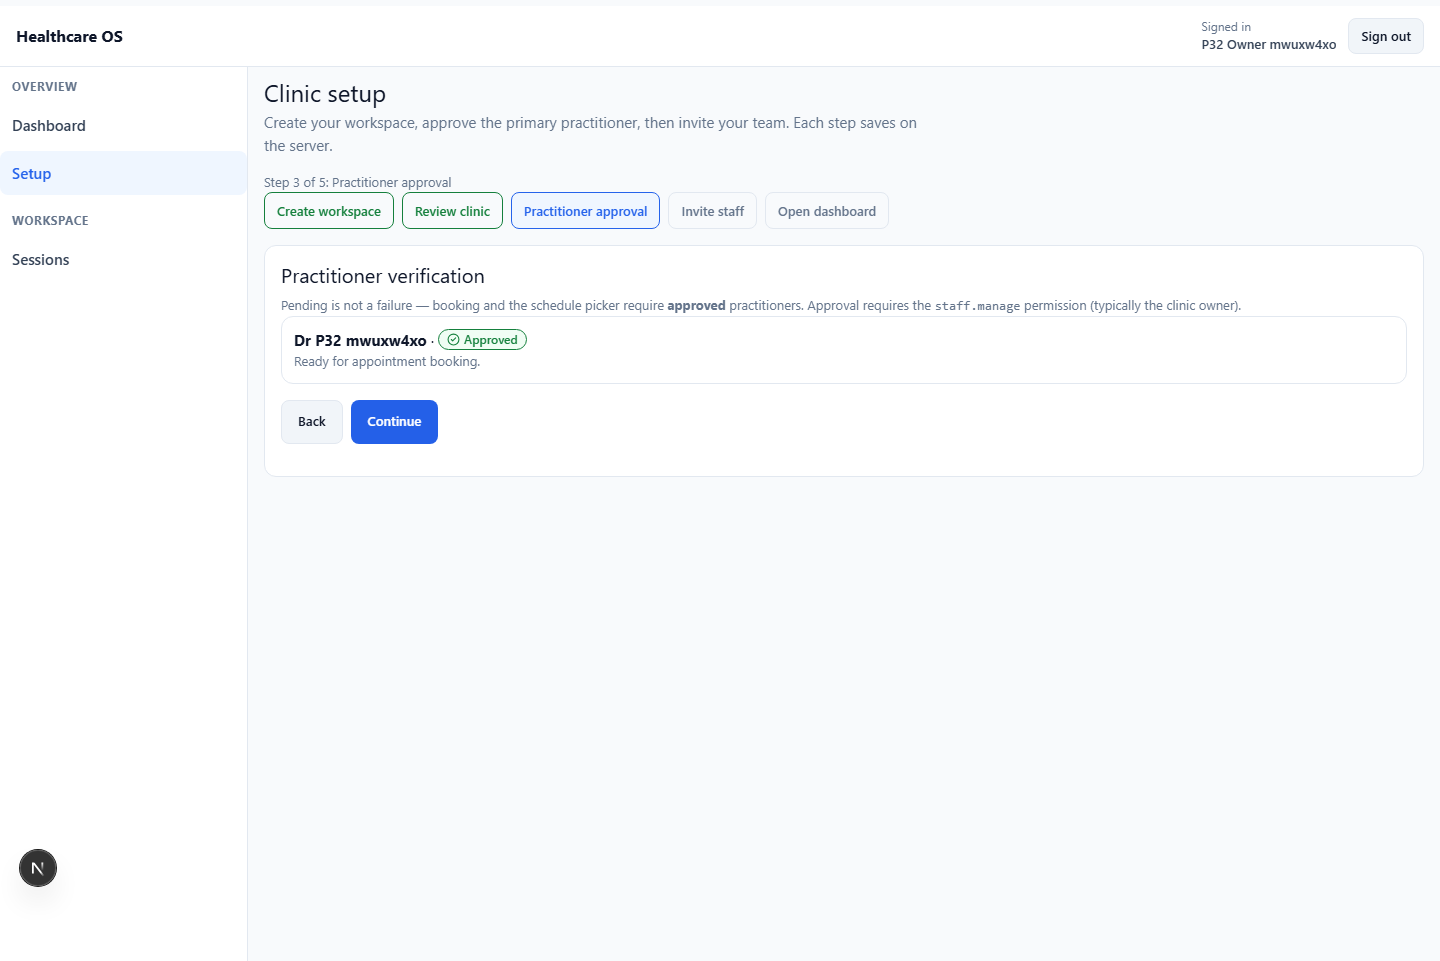 Healthcare OS
Signed in
P32 Owner mwuxw4xo
Sign out
OVERVIEW
Dashboard
Setup
WORKSPACE
Sessions
Clinic setup
Create your workspace, approve the primary practitioner, then invite your team. Each step saves on
the server.
Step 3 of 5: Practitioner approval
Create workspace
Review clinic
Practitioner approval
Invite staff
Open dashboard
Practitioner verification
Pending is not a failure — booking and the schedule picker require approved practitioners. Approval requires the staff.manage permission (typically the clinic owner).
Dr P32 mwuxw4xo · Approved
Ready for appointment booking.
Back
Continue
N